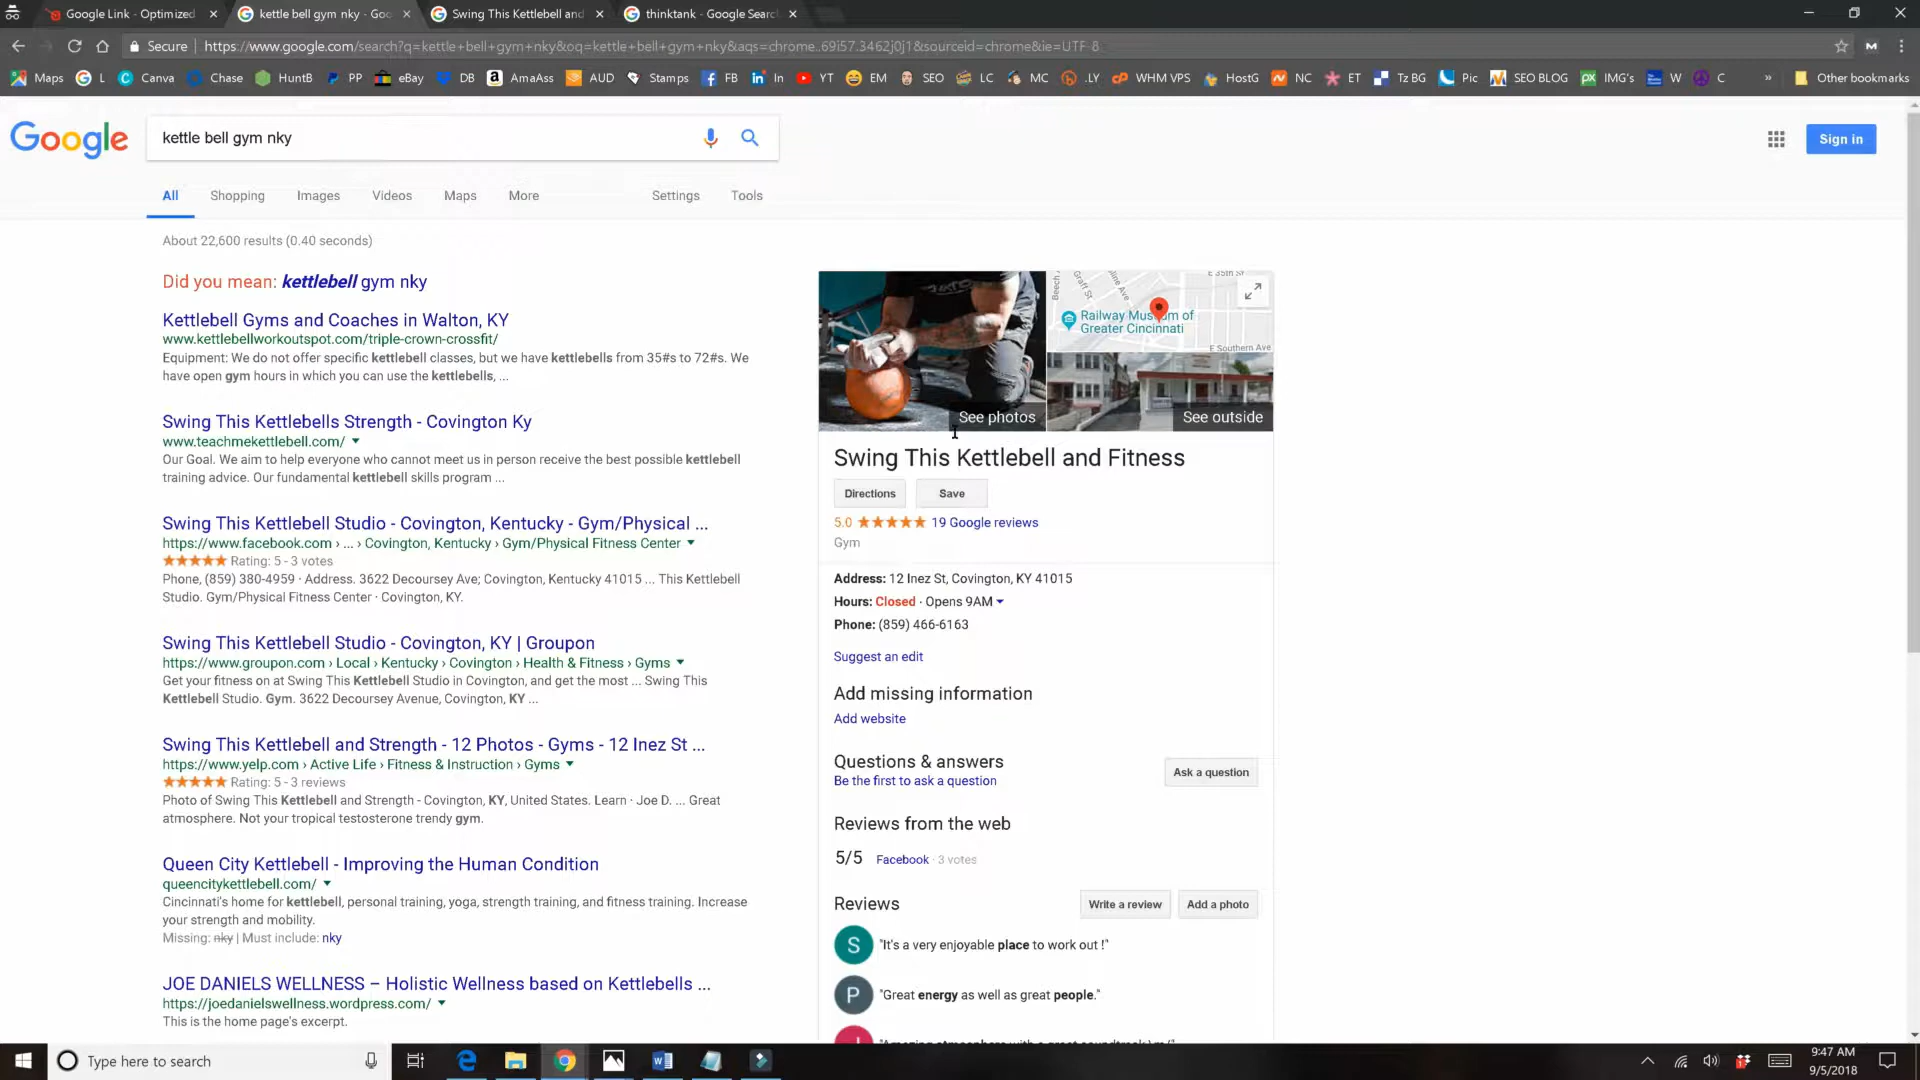 Google Link - Optimized
kettle bell gym nky - Goo
Swing This Kettlebell and
thinktank - Google Searc
Secure
https://www.google.com/search?q=kettle+bell+gym+nky&oq=kettle+bell+gym+nky&aqs=chrome..69i57.3462j0j1&sourceid=chrome&ie=UTF-8
Maps L Canva Chase HuntB PP eBay DB AmaAss AUD Stamps FB In YT EM SEO LC MC .LY WHM VPS HostG NC ET Tz BG Pic SEO BLOG IMG's W C » Other bookmarks
Google
kettle bell gym nky
Sign in
All Shopping Images Videos Maps More Settings Tools
About 22,600 results (0.40 seconds)
Did you mean: kettlebell gym nky
Kettlebell Gyms and Coaches in Walton, KY
www.kettlebellworkoutspot.com/triple-crown-crossfit/
Equipment: We do not offer specific kettlebell classes, but we have kettlebells from 35#s to 72#s. We
have open gym hours in which you can use the kettlebells, ...
Swing This Kettlebells Strength - Covington Ky
www.teachmekettlebell.com/
Our Goal. We aim to help everyone who cannot meet us in person receive the best possible kettlebell
training advice. Our fundamental kettlebell skills program ...
Swing This Kettlebell Studio - Covington, Kentucky - Gym/Physical ...
https://www.facebook.com › ... › Covington, Kentucky › Gym/Physical Fitness Center
Rating: 5 - 3 votes
Phone, (859) 380-4959 · Address. 3622 Decoursey Ave; Covington, Kentucky 41015 ... This Kettlebell
Studio. Gym/Physical Fitness Center · Covington, KY.
Swing This Kettlebell Studio - Covington, KY | Groupon
https://www.groupon.com › Local › Kentucky › Covington › Health & Fitness › Gyms
Get your fitness on at Swing This Kettlebell Studio in Covington, and get the most ... Swing This
Kettlebell Studio. Gym. 3622 Decoursey Avenue, Covington, KY ...
Swing This Kettlebell and Strength - 12 Photos - Gyms - 12 Inez St ...
https://www.yelp.com › Active Life › Fitness & Instruction › Gyms
Rating: 5 - 3 reviews
Photo of Swing This Kettlebell and Strength - Covington, KY, United States. Learn · Joe D. ... Great
atmosphere. Not your tropical testosterone trendy gym.
Queen City Kettlebell - Improving the Human Condition
queencitykettlebell.com/
Cincinnati's home for kettlebell, personal training, yoga, strength training, and fitness training. Increase
your strength and mobility.
Missing: nky | Must include: nky
JOE DANIELS WELLNESS – Holistic Wellness based on Kettlebells ...
https://joedanielswellness.wordpress.com/
This is the home page's excerpt.
See photos
E 35th St
Beech
Graff St
Railway Museum of
Greater Cincinnati
E Southern Ave
See outside
Swing This Kettlebell and Fitness
Directions Save
5.0 19 Google reviews
Gym
Address: 12 Inez St, Covington, KY 41015
Hours: Closed · Opens 9AM
Phone: (859) 466-6163
Suggest an edit
Add missing information
Add website
Questions & answers
Be the first to ask a question
Ask a question
Reviews from the web
5/5 Facebook · 3 votes
Reviews
Write a review Add a photo
S "It's a very enjoyable place to work out !"
P "Great energy as well as great people."
Type here to search
9:47 AM
9/5/2018